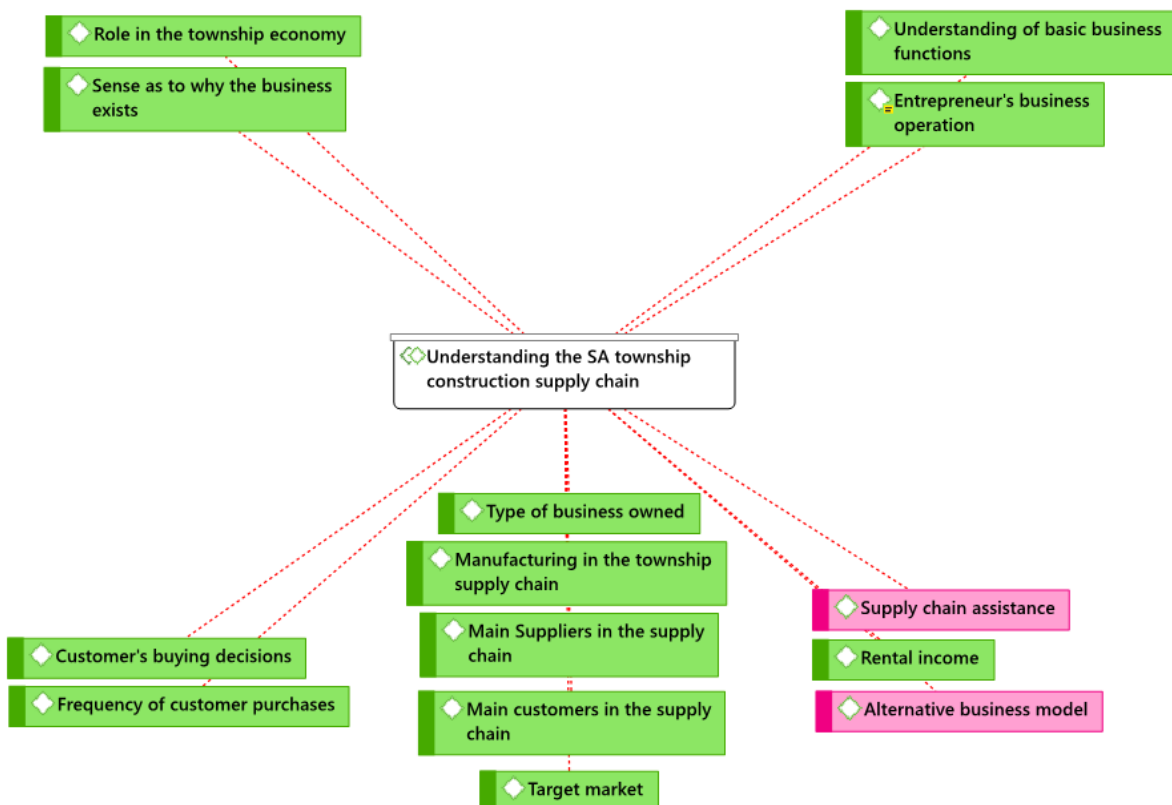 Role in the township economy
Sense as to why the business
exists
Understanding of basic business
functions
Entrepreneur's business
operation
Understanding the SA township
construction supply chain
Type of business owned
Manufacturing in the township
supply chain
Main Suppliers in the supply
chain
Main customers in the supply
chain
Target market
Customer's buying decisions
Frequency of customer purchases
Supply chain assistance
Rental income
Alternative business model